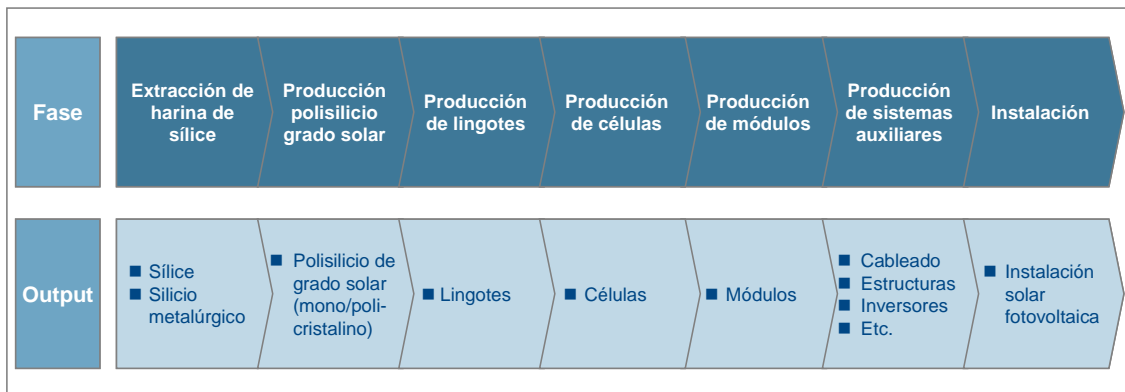 Fase
Extracción de
harina de
sílice
Producción
polisilicio
grado solar
Producción
de lingotes
Producción
de células
Producción
de módulos
Producción
de sistemas
auxiliares
Instalación
Output
Sílice
Silicio
metalúrgico
Polisilicio de
grado solar
(mono/poli-
cristalino)
Lingotes
Células
Módulos
Cableado
Estructuras
Inversores
Etc.
Instalación
solar
fotovoltaica